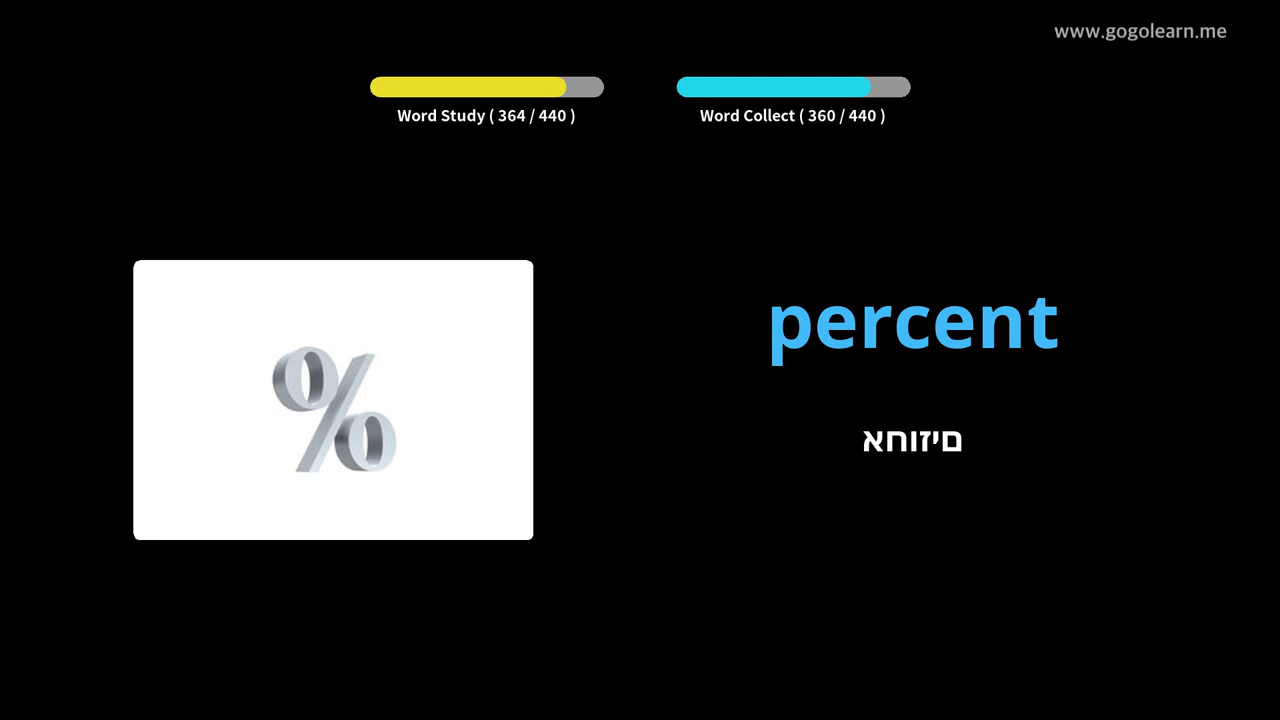 www.gogolearn.me
Word Study ( 364 / 440 )
Word Collect ( 360 / 440 )
%
percent
םיזוחא